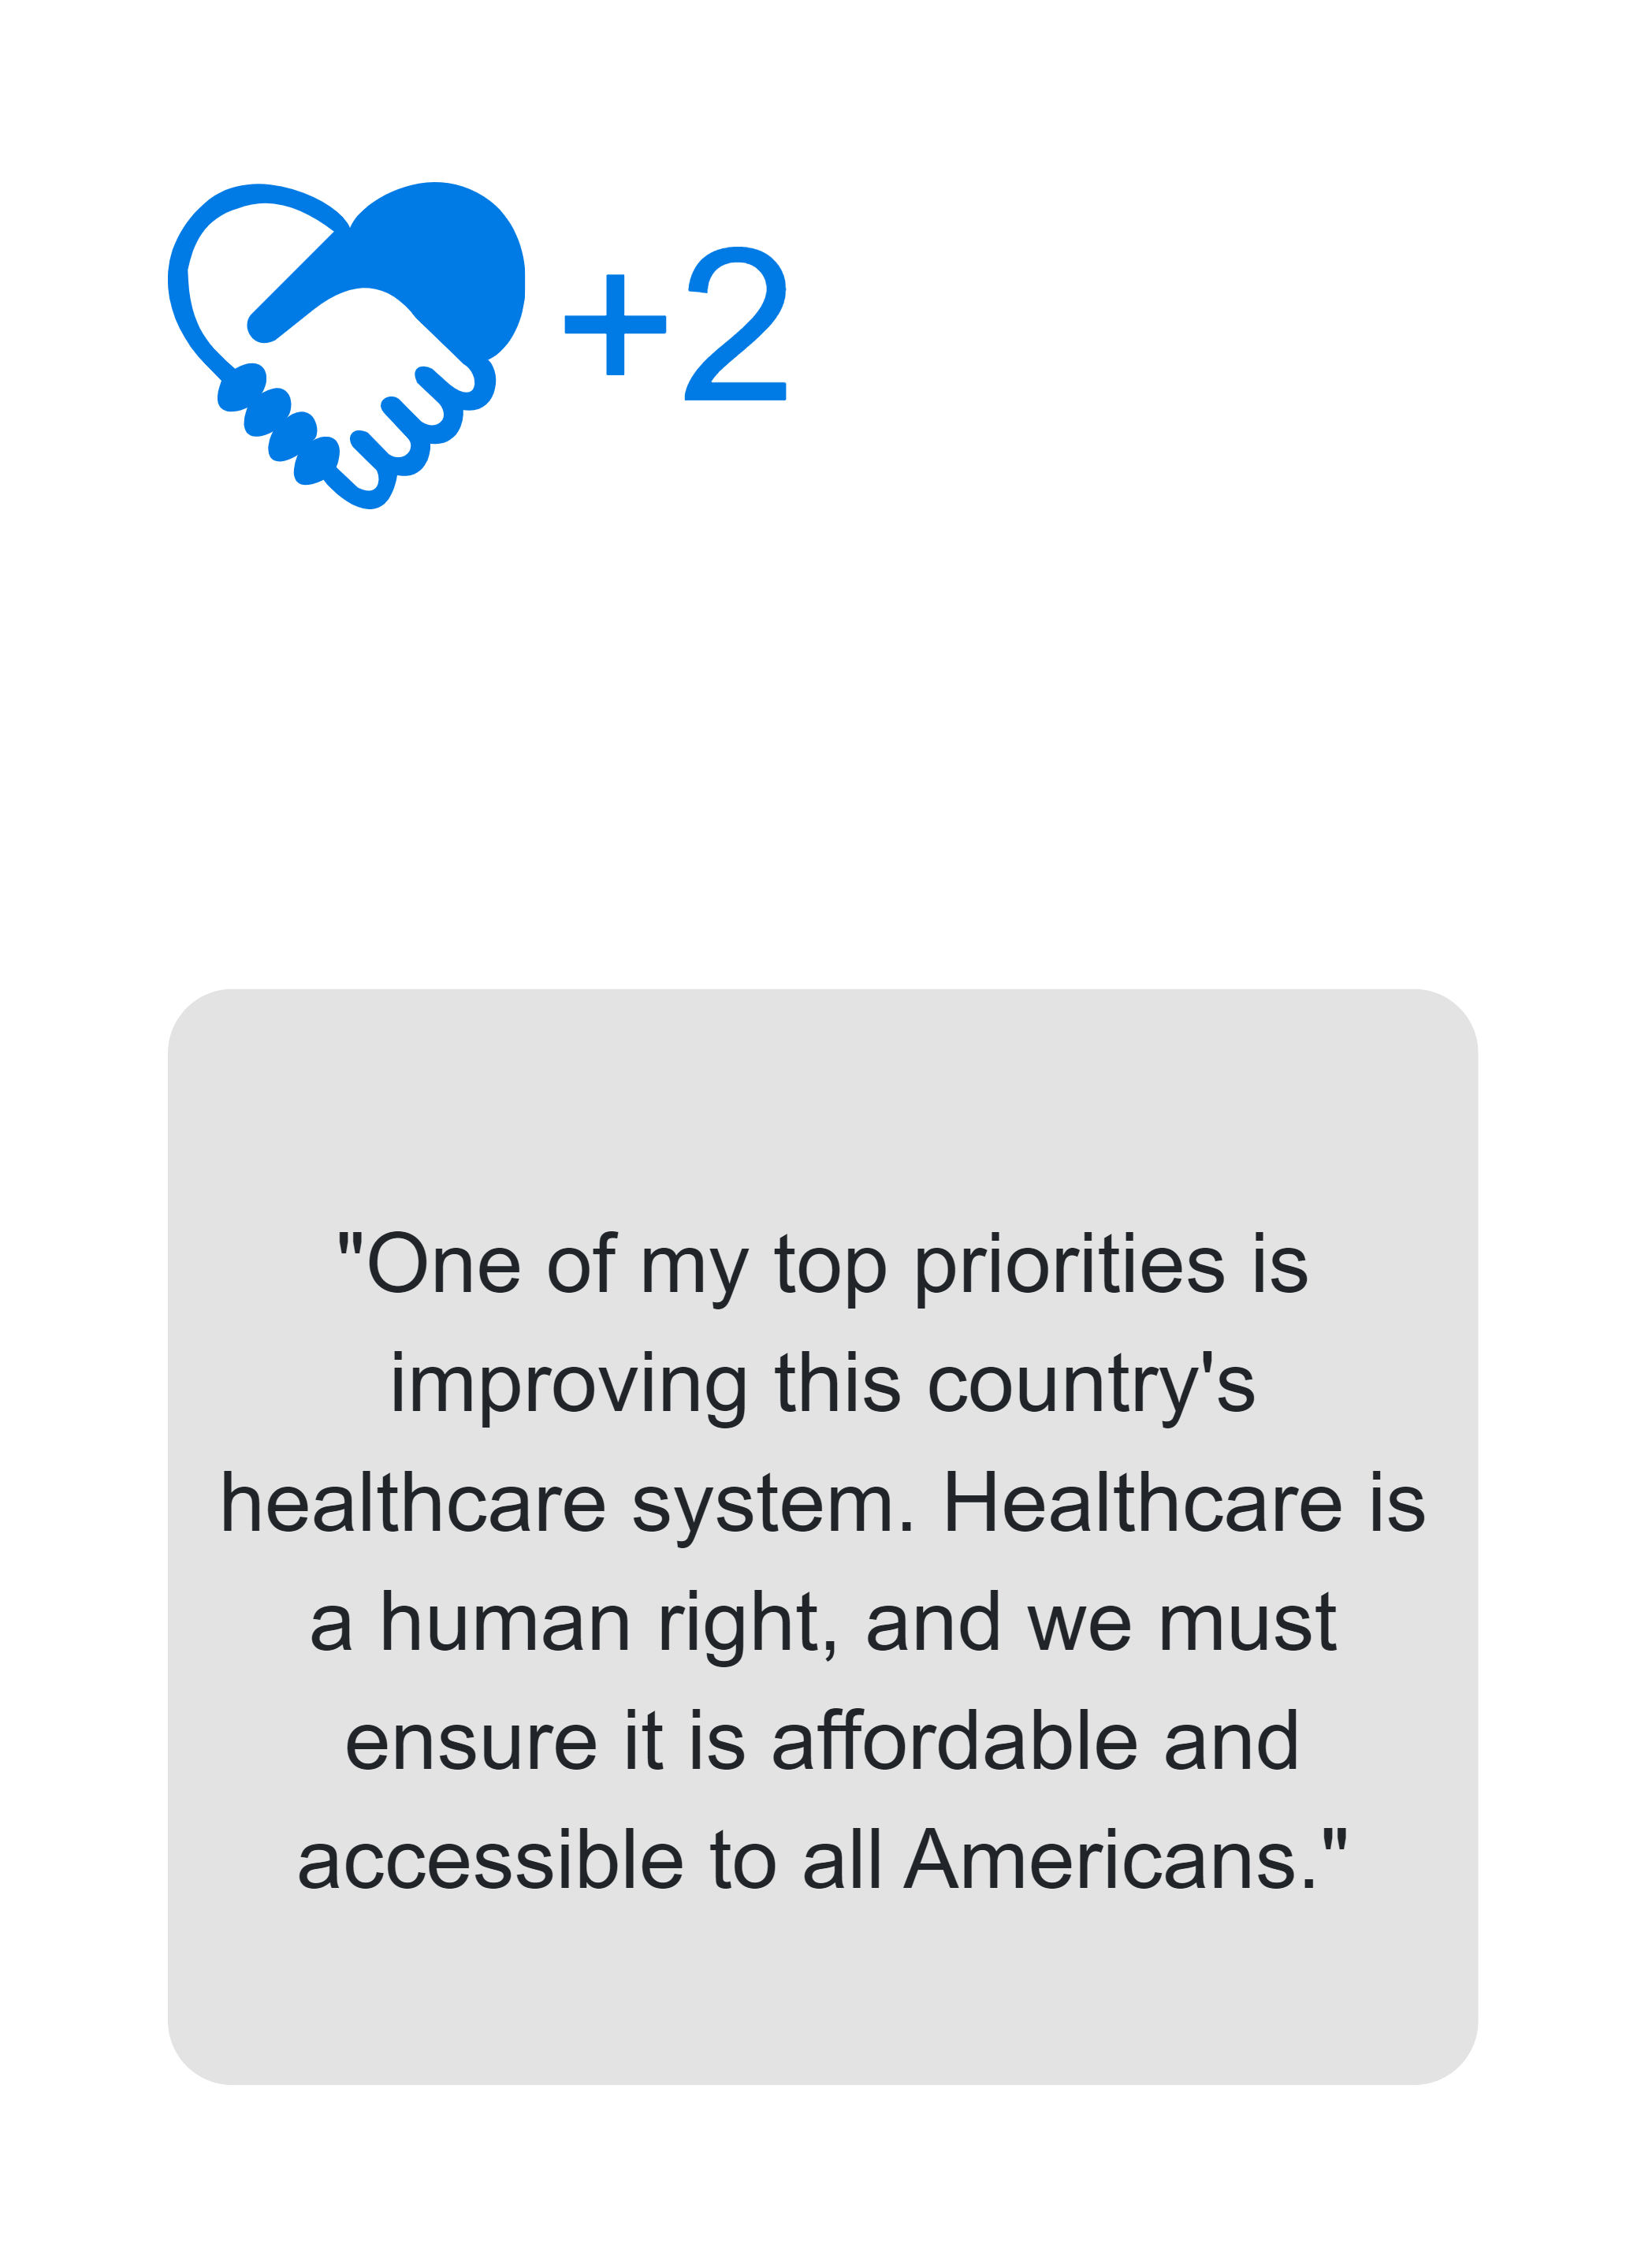 +2
"One of my top priorities is
improving this country's
healthcare system. Healthcare is
a human right, and we must
ensure it is affordable and
accessible to all Americans."